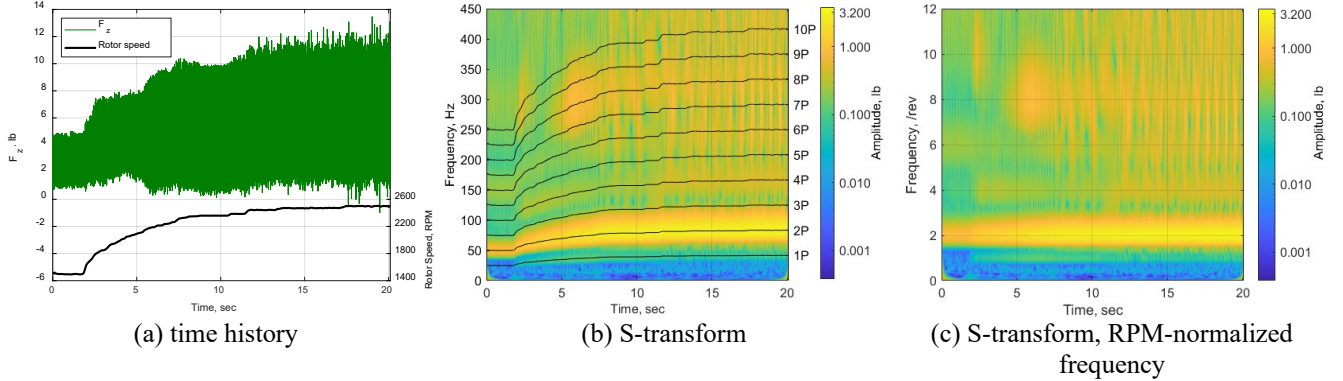 14
12
10
8
6
4
2
0
-2
-4
-6
F_z, lb
F_z
Rotor speed
2600
2200
1800
1400
Rotor Speed, RPM
0 5 10 15 20
Time, sec
(a) time history
450
400
350
300
250
200
150
100
50
0
Frequency, Hz
10P
9P
8P
7P
6P
5P
4P
3P
2P
1P
0 5 10 15 20
Time, sec
3.200
1.000
0.100
0.010
0.001
Amplitude, lb
(b) S-transform
12
10
8
6
4
2
0
Frequency, /rev
0 5 10 15 20
Time, sec
3.200
1.000
0.100
0.010
0.001
Amplitude, lb
(c) S-transform, RPM-normalized
frequency